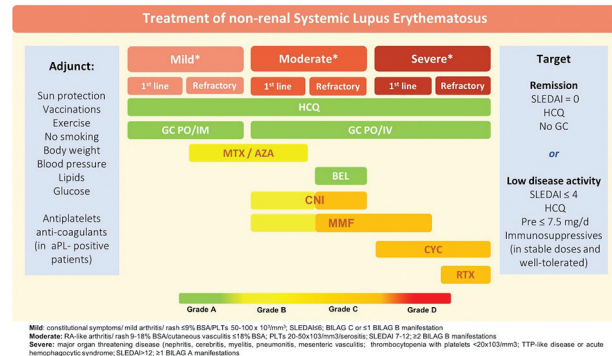 Treatment of non-renal Systemic Lupus Erythematosus
Adjunct:
Sun protection
Vaccinations
Exercise
No smoking
Body weight
Blood pressure
Lipids
Glucose
Antiplatelets
anti-coagulants
(in aPL- positive
patients)
Mild*
Moderate*
Severe*
1st line
Refractory
1st line
Refractory
1st line
Refractory
HCQ
GC PO/IM
GC PO/IV
MTX / AZA
BEL
CNI
MMF
CYC
RTX
Grade A
Grade B
Grade C
Grade D
Target
Remission
SLEDAI = 0
HCQ
No GC
or
Low disease activity
SLEDAI ≤ 4
HCQ
Pre ≤ 7.5 mg/d
Immunosuppressives
(in stable doses and
well-tolerated)
Mild: constitutional symptoms/ mild arthritis/ rash ≤9% BSA/PLTs 50-100 x 10³/mm³; SLEDAI≤6; BILAG C or ≤1 BILAG B manifestation
Moderate: RA-like arthritis/ rash 9-18% BSA/cutaneous vasculitis ≤18% BSA; PLTs 20-50x103/mm3/serositis; SLEDAI 7-12; ≥2 BILAG B manifestations
Severe: major organ threatening disease (nephritis, cerebritis, myelitis, pneumonitis, mesenteric vasculitis; thrombocytopenia with platelets <20x103/mm3; TTP-like disease or acute
hemophagocytic syndrome; SLEDAI>12; ≥1 BILAG A manifestations